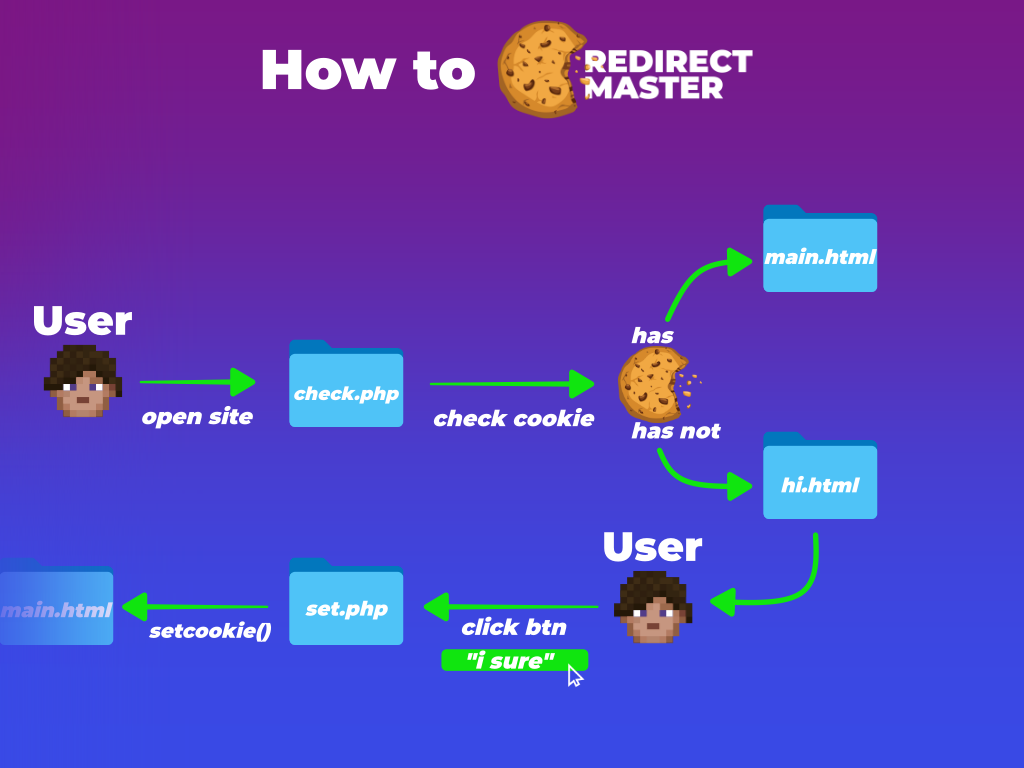 How to
REDIRECT
MASTER
main.html
User
has
check.php
open site
check cookie
has not
hi.html
User
main.html
set.php
setcookie()
click btn
"i sure"